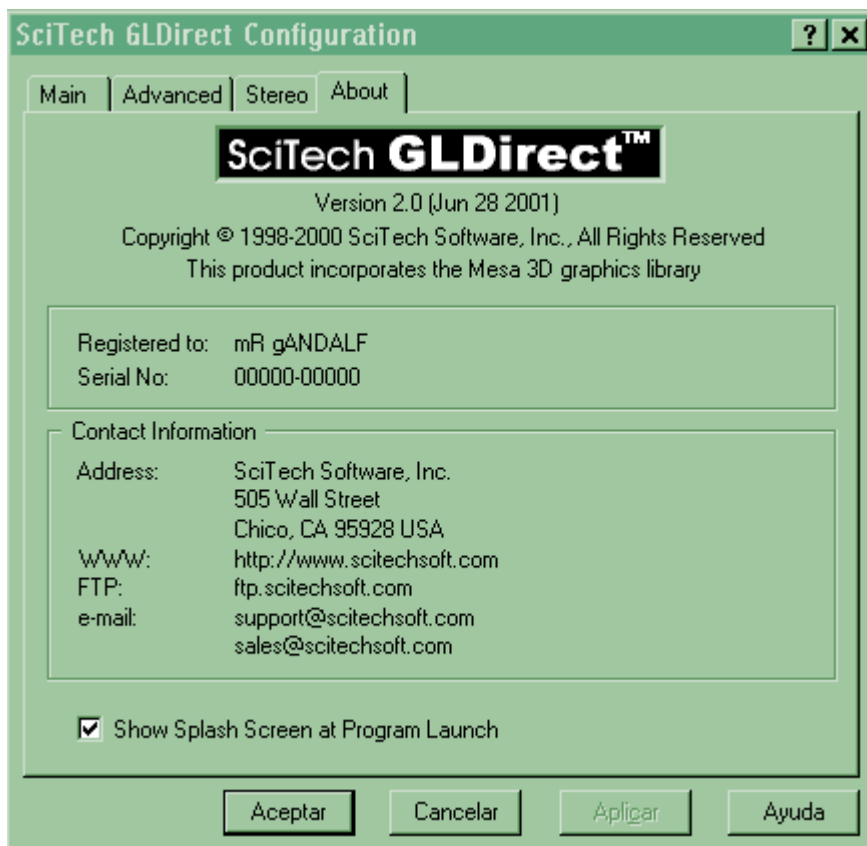 SciTech GLDirect Configuration
Main Advanced Stereo About
SciTech GLDirect™
Version 2.0 (Jun 28 2001)
Copyright © 1998-2000 SciTech Software, Inc., All Rights Reserved
This product incorporates the Mesa 3D graphics library
Registered to: mR gANDALF
Serial No: 00000-00000
Contact Information
Address: SciTech Software, Inc.
505 Wall Street
Chico, CA 95928 USA
WWW: http://www.scitechsoft.com
FTP: ftp.scitechsoft.com
e-mail: support@scitechsoft.com
sales@scitechsoft.com
Show Splash Screen at Program Launch
Aceptar Cancelar Aplicar Ayuda